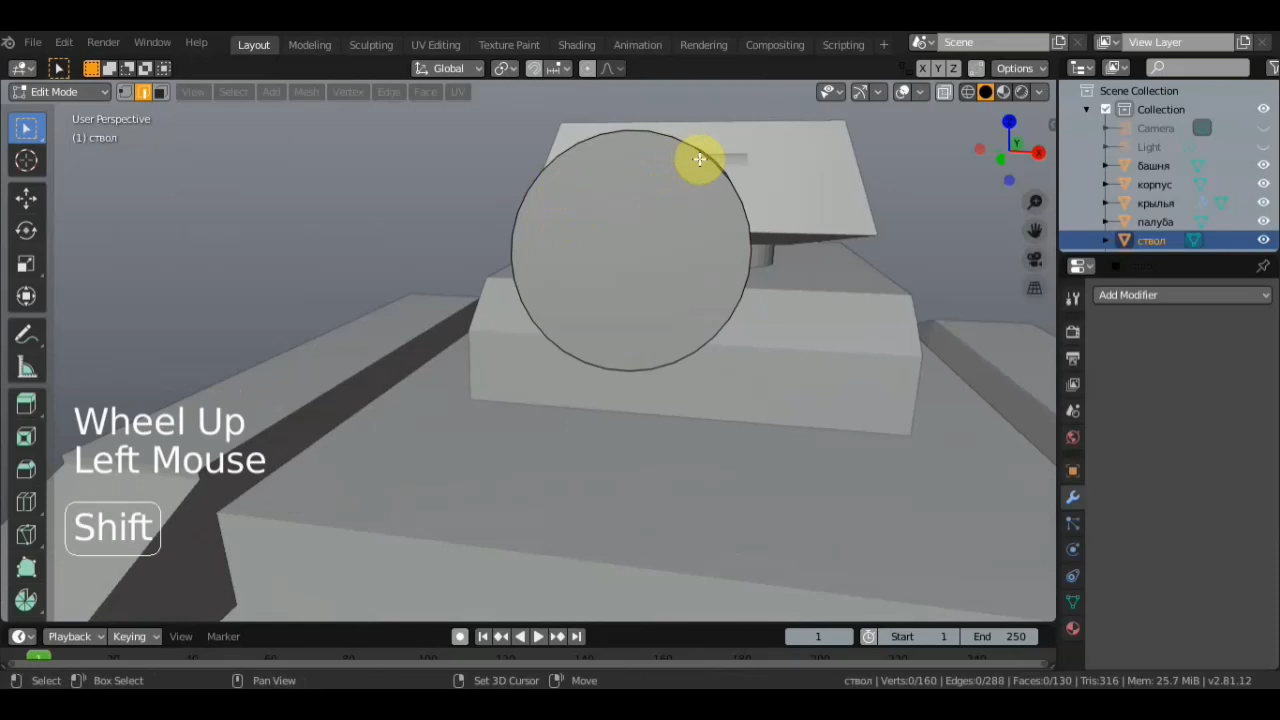 File Edit Render Window Help Layout Modeling Sculpting UV Editing Texture Paint Shading Animation Rendering Compositing Scripting + Scene View Layer
Global X Y Z Options
Edit Mode View Select Add Mesh Vertex Edge Face UV
User Perspective
(1) ствол
Scene Collection
Collection
Camera
Light
башня
корпус
крылья
палуба
ствол
Add Modifier
X
Y
Z
Wheel Up
Left Mouse
Shift
Playback Keying View Marker 1 Start 1 End 250
Select Box Select Pan View Set 3D Cursor Move ствол | Verts:0/160 | Edges:0/288 | Faces:0/130 | Tris:316 | Mem: 25.7 MiB | v2.81.12